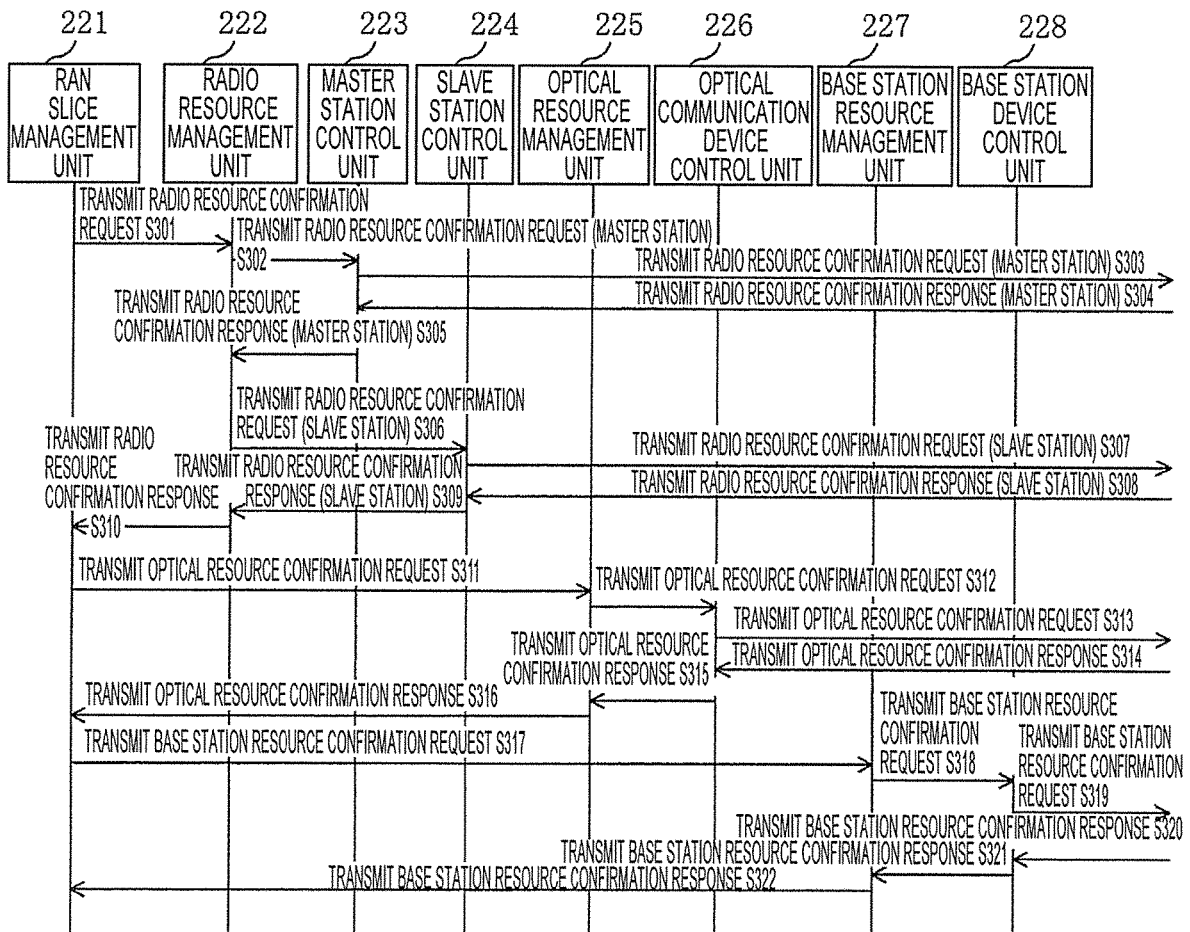 221
222
223
224
225
226
227
228
RAN
SLICE
MANAGEMENT
UNIT
RADIO
RESOURCE
MANAGEMENT
UNIT
MASTER
STATION
CONTROL
UNIT
SLAVE
STATION
CONTROL
UNIT
OPTICAL
RESOURCE
MANAGEMENT
UNIT
OPTICAL
COMMUNICATION
DEVICE
CONTROL UNIT
BASE STATION
RESOURCE
MANAGEMENT
UNIT
BASE STATION
DEVICE
CONTROL
UNIT
TRANSMIT RADIO RESOURCE CONFIRMATION
REQUEST S301
TRANSMIT RADIO RESOURCE CONFIRMATION REQUEST (MASTER STATION)
S302
TRANSMIT RADIO RESOURCE CONFIRMATION REQUEST (MASTER STATION) S303
TRANSMIT RADIO RESOURCE CONFIRMATION RESPONSE (MASTER STATION) S304
TRANSMIT RADIO RESOURCE
CONFIRMATION RESPONSE (MASTER STATION) S305
TRANSMIT RADIO RESOURCE CONFIRMATION
REQUEST (SLAVE STATION) S306
TRANSMIT RADIO RESOURCE CONFIRMATION REQUEST (SLAVE STATION) S307
TRANSMIT RADIO RESOURCE CONFIRMATION RESPONSE (SLAVE STATION) S308
TRANSMIT RADIO RESOURCE CONFIRMATION
RESPONSE (SLAVE STATION) S309
TRANSMIT RADIO
RESOURCE
CONFIRMATION RESPONSE
S310
TRANSMIT OPTICAL RESOURCE CONFIRMATION REQUEST S311
TRANSMIT OPTICAL RESOURCE CONFIRMATION REQUEST S312
TRANSMIT OPTICAL RESOURCE CONFIRMATION REQUEST S313
TRANSMIT OPTICAL RESOURCE CONFIRMATION RESPONSE S314
TRANSMIT OPTICAL RESOURCE
CONFIRMATION RESPONSE S315
TRANSMIT OPTICAL RESOURCE CONFIRMATION RESPONSE S316
TRANSMIT BASE STATION RESOURCE CONFIRMATION REQUEST S317
TRANSMIT BASE STATION RESOURCE
CONFIRMATION
REQUEST S318
TRANSMIT BASE STATION
RESOURCE CONFIRMATION
REQUEST S319
TRANSMIT BASE STATION RESOURCE CONFIRMATION RESPONSE S320
TRANSMIT BASE STATION RESOURCE CONFIRMATION RESPONSE S321
TRANSMIT BASE STATION RESOURCE CONFIRMATION RESPONSE S322